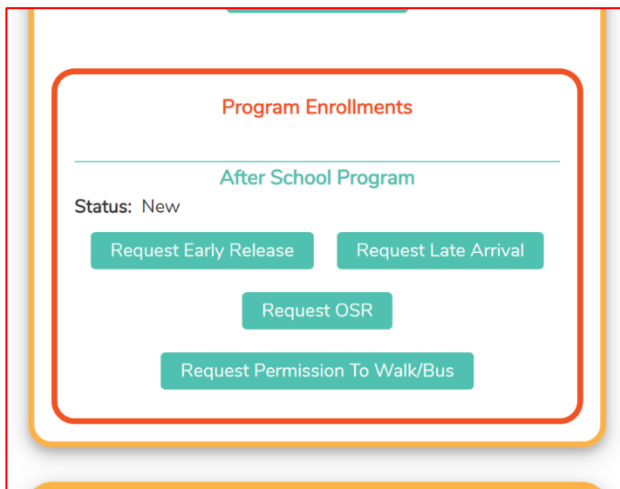 Program Enrollments
After School Program
Status: New
Request Early Release Request Late Arrival
Request OSR
Request Permission To Walk/Bus